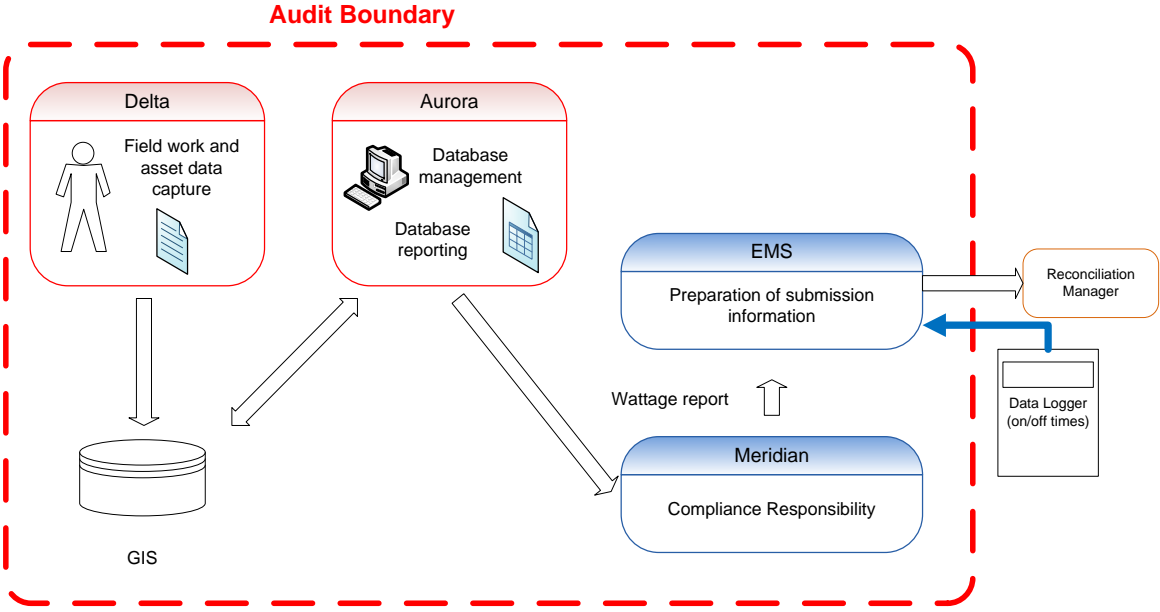 Audit Boundary
Delta
Field work and
asset data
capture
Aurora
Database
management
Database
reporting
EMS
Preparation of submission
information
Reconciliation
Manager
Data Logger
(on/off times)
Wattage report
Meridian
Compliance Responsibility
GIS